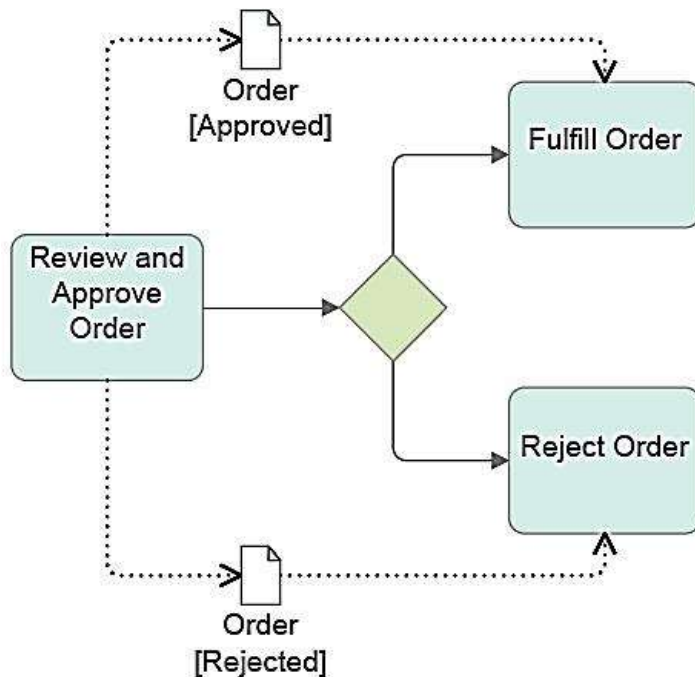 Order
[Approved]
Fulfill Order
Review and
Approve
Order
Reject Order
Order
[Rejected]